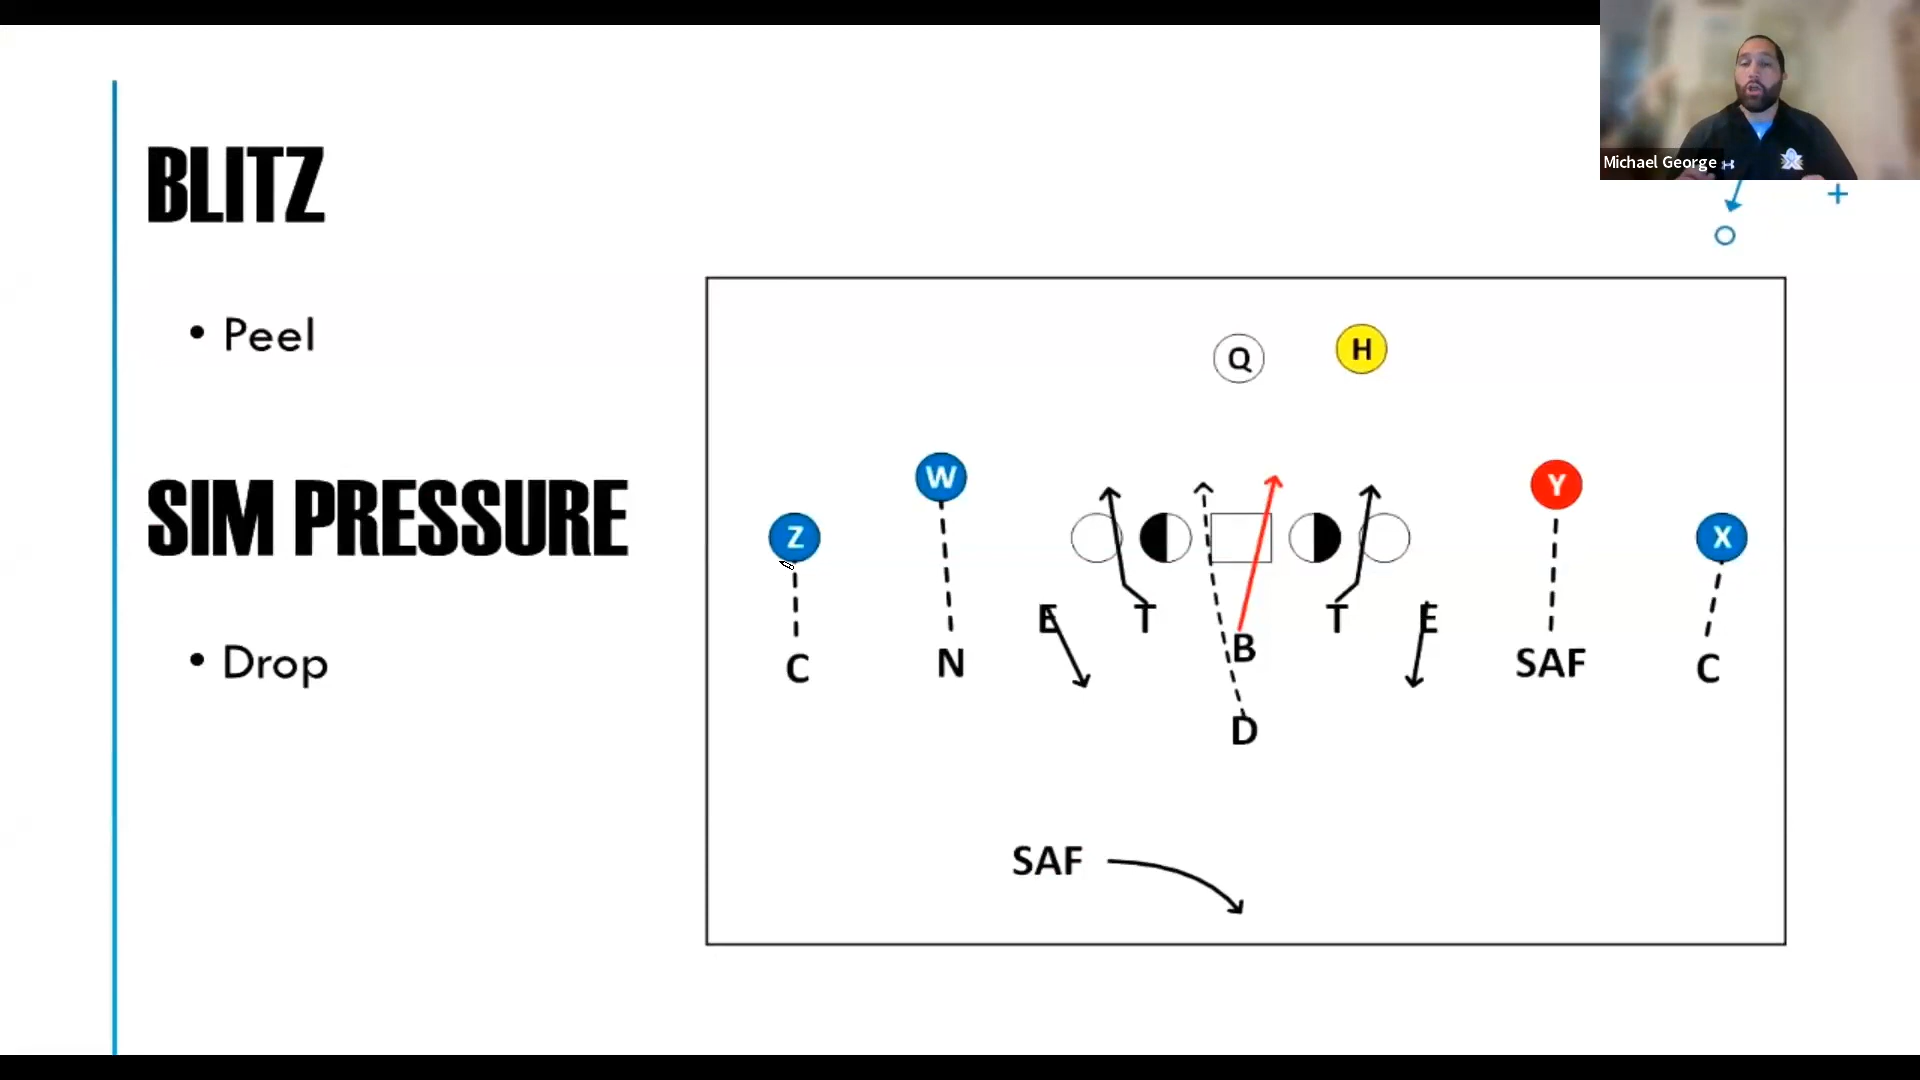 Michael George
BLITZ
• Peel
SIM PRESSURE
• Drop
Q H
W Y
Z X
E T T E
B
C N SAF C
D
SAF